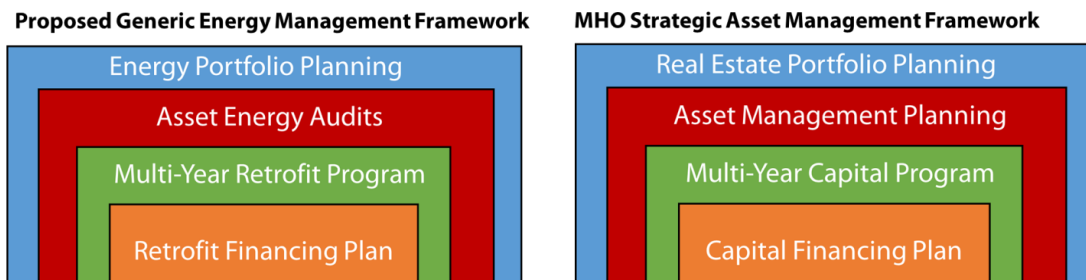 Proposed Generic Energy Management Framework
Energy Portfolio Planning
Asset Energy Audits
Multi-Year Retrofit Program
Retrofit Financing Plan
MHO Strategic Asset Management Framework
Real Estate Portfolio Planning
Asset Management Planning
Multi-Year Capital Program
Capital Financing Plan